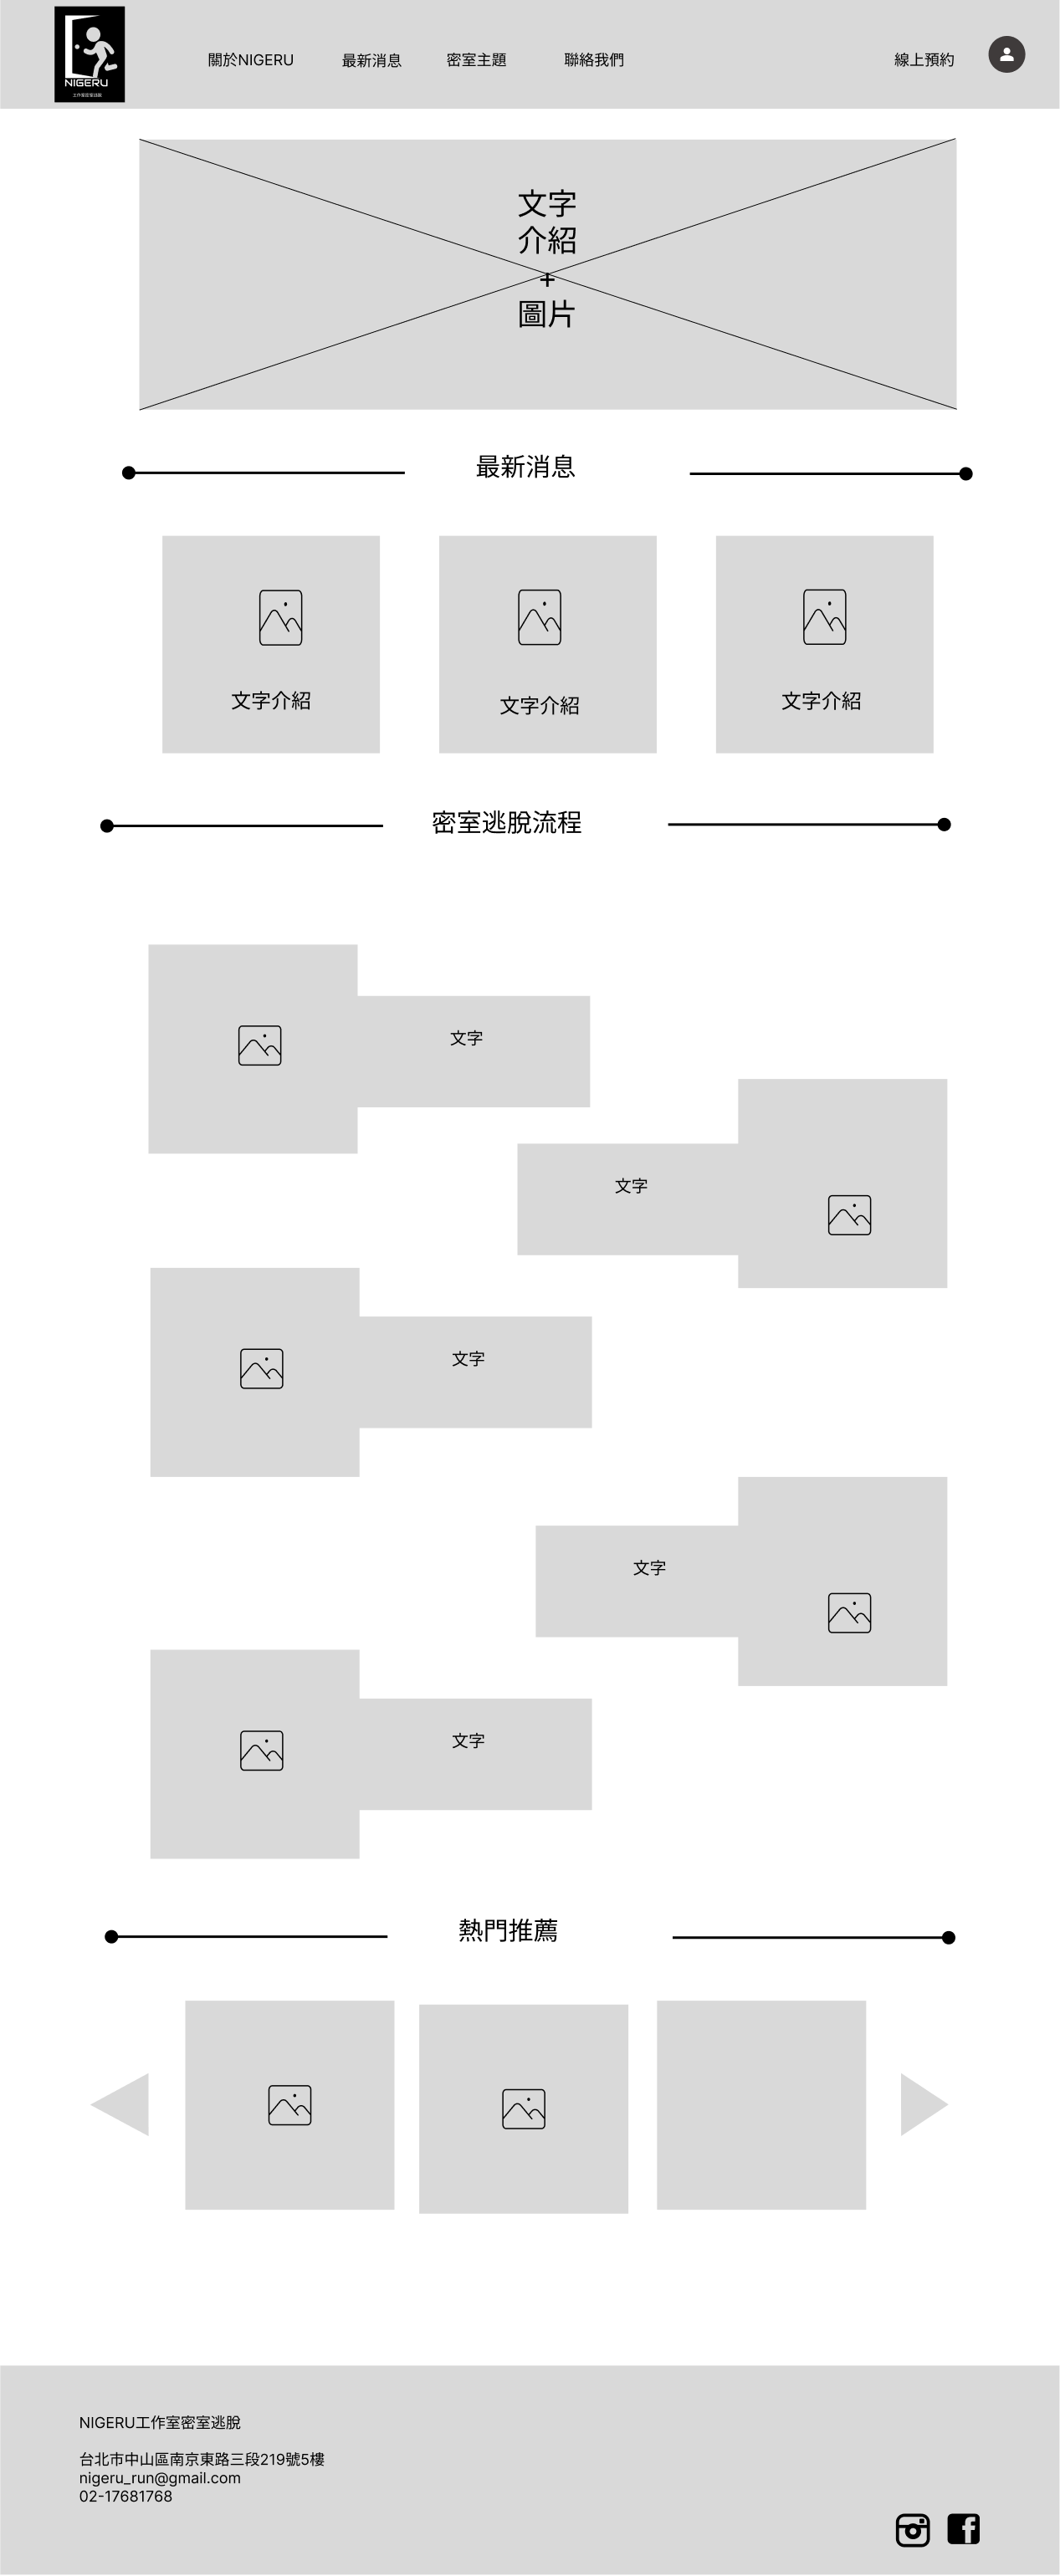 NIGERU
工作室密室逃脫
關於NIGERU
最新消息
密室主題
聯絡我們
線上預約
文字
介紹
+
圖片
最新消息
文字介紹
文字介紹
文字介紹
密室逃脫流程
文字
文字
文字
文字
文字
熱門推薦
NIGERU工作室密室逃脫
台北市中山區南京東路三段219號5樓
nigeru_run@gmail.com
02-17681768